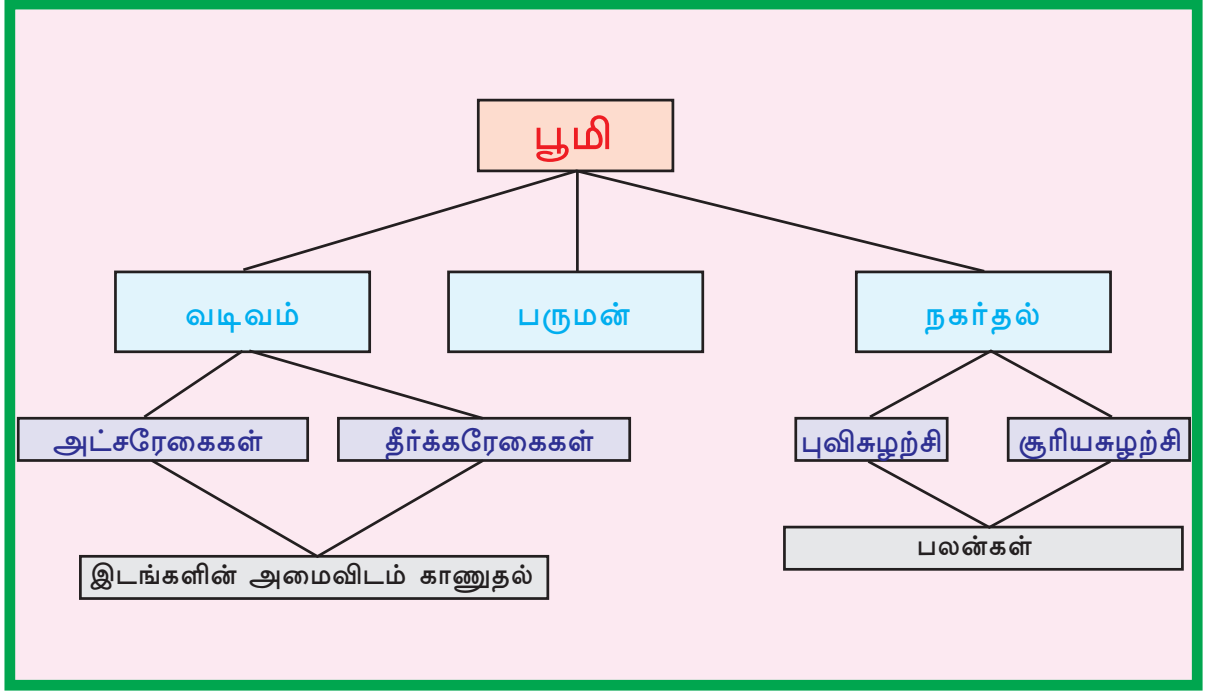 பூமி
வடிவம்
பருமன்
நகர்தல்
அட்சரேகைகள்
தீர்க்கரேகைகள்
புவிசுழற்சி
சூரியசுழற்சி
பலன்கள்
இடங்களின் அமைவிடம் காணுதல்